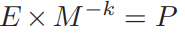 E × M^{-k} = P